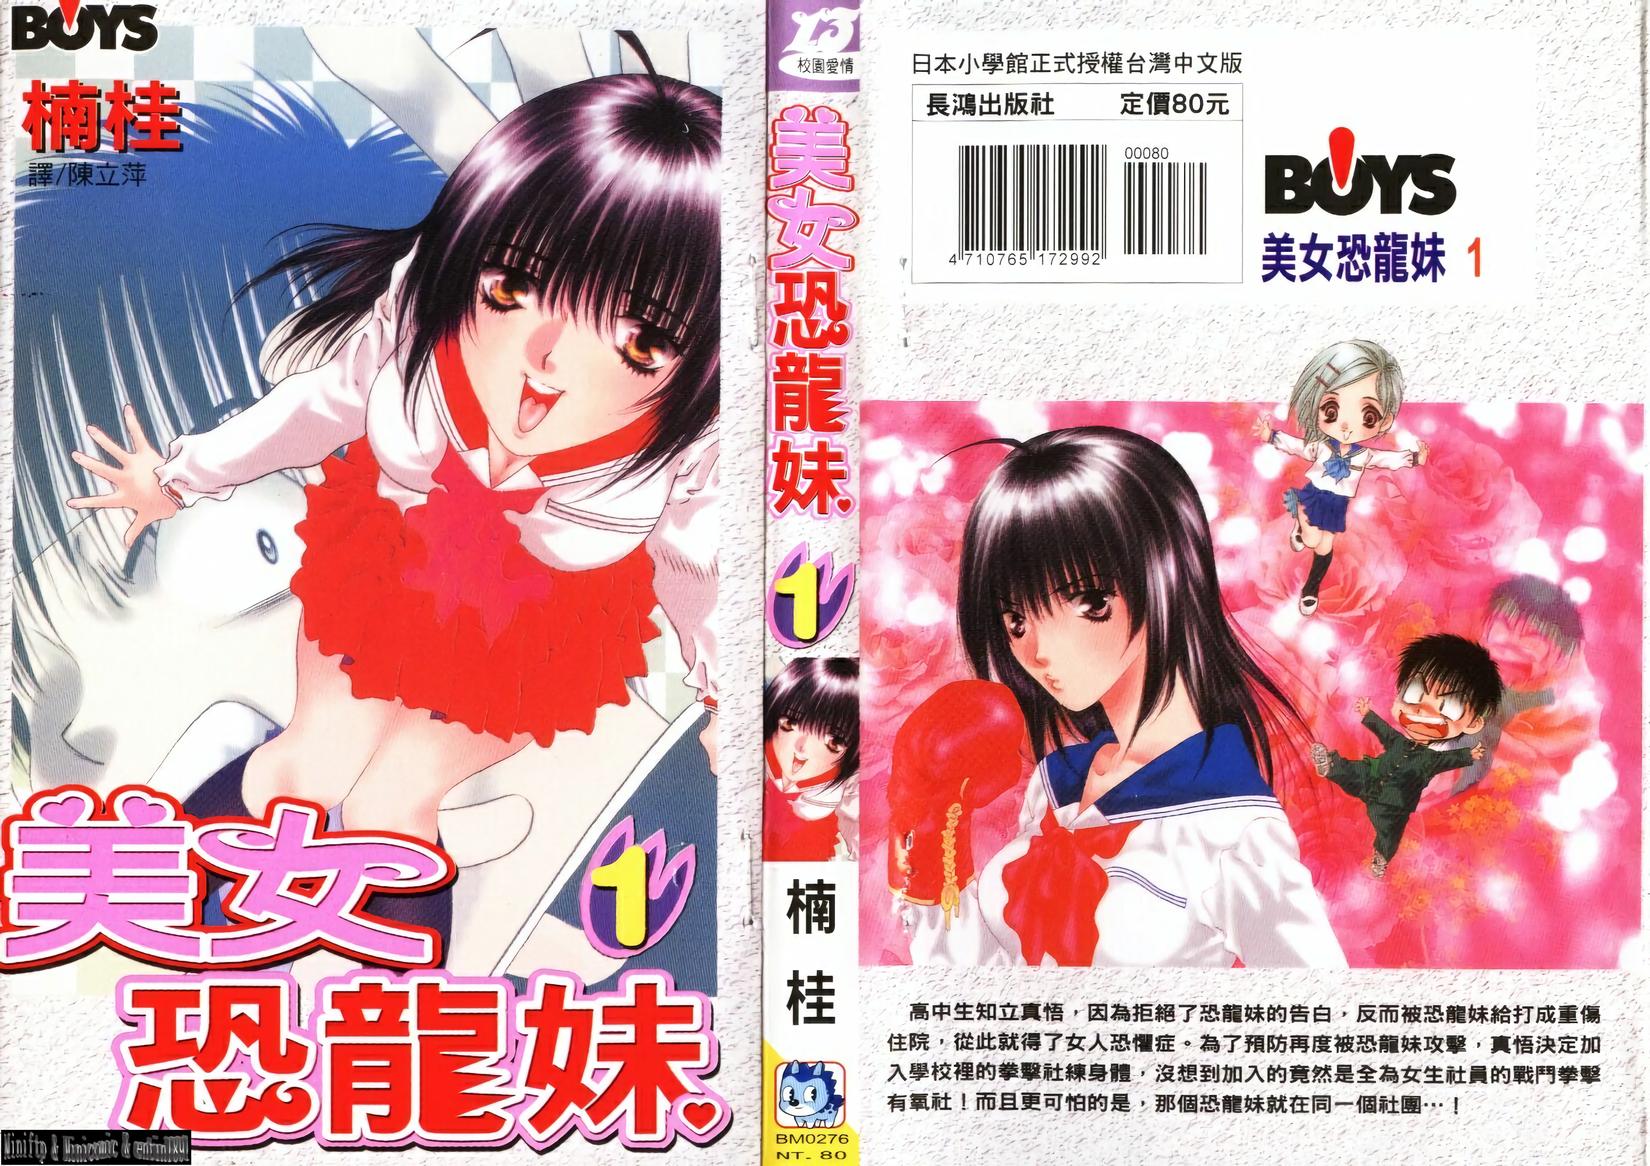 BOYS
楠桂
譯/陳立萍
美女
1
恐龍妹
校園愛情
美女恐龍妹
1
楠桂
BM0276
NT. 80
日本小學館正式授權台灣中文版
長鴻出版社 定價80元
00080
4 710765 172992
BOYS
美女恐龍妹 1
高中生知立真悟，因為拒絕了恐龍妹的告白，反而被恐龍妹給打成重傷
住院，從此就得了女人恐懼症。為了預防再度被恐龍妹攻擊，真悟決定加
入學校裡的拳擊社練身體，沒想到加入的竟然是全為女生社員的戰鬥拳擊
有氧社！而且更可怕的是，那個恐龍妹就在同一個社團…！